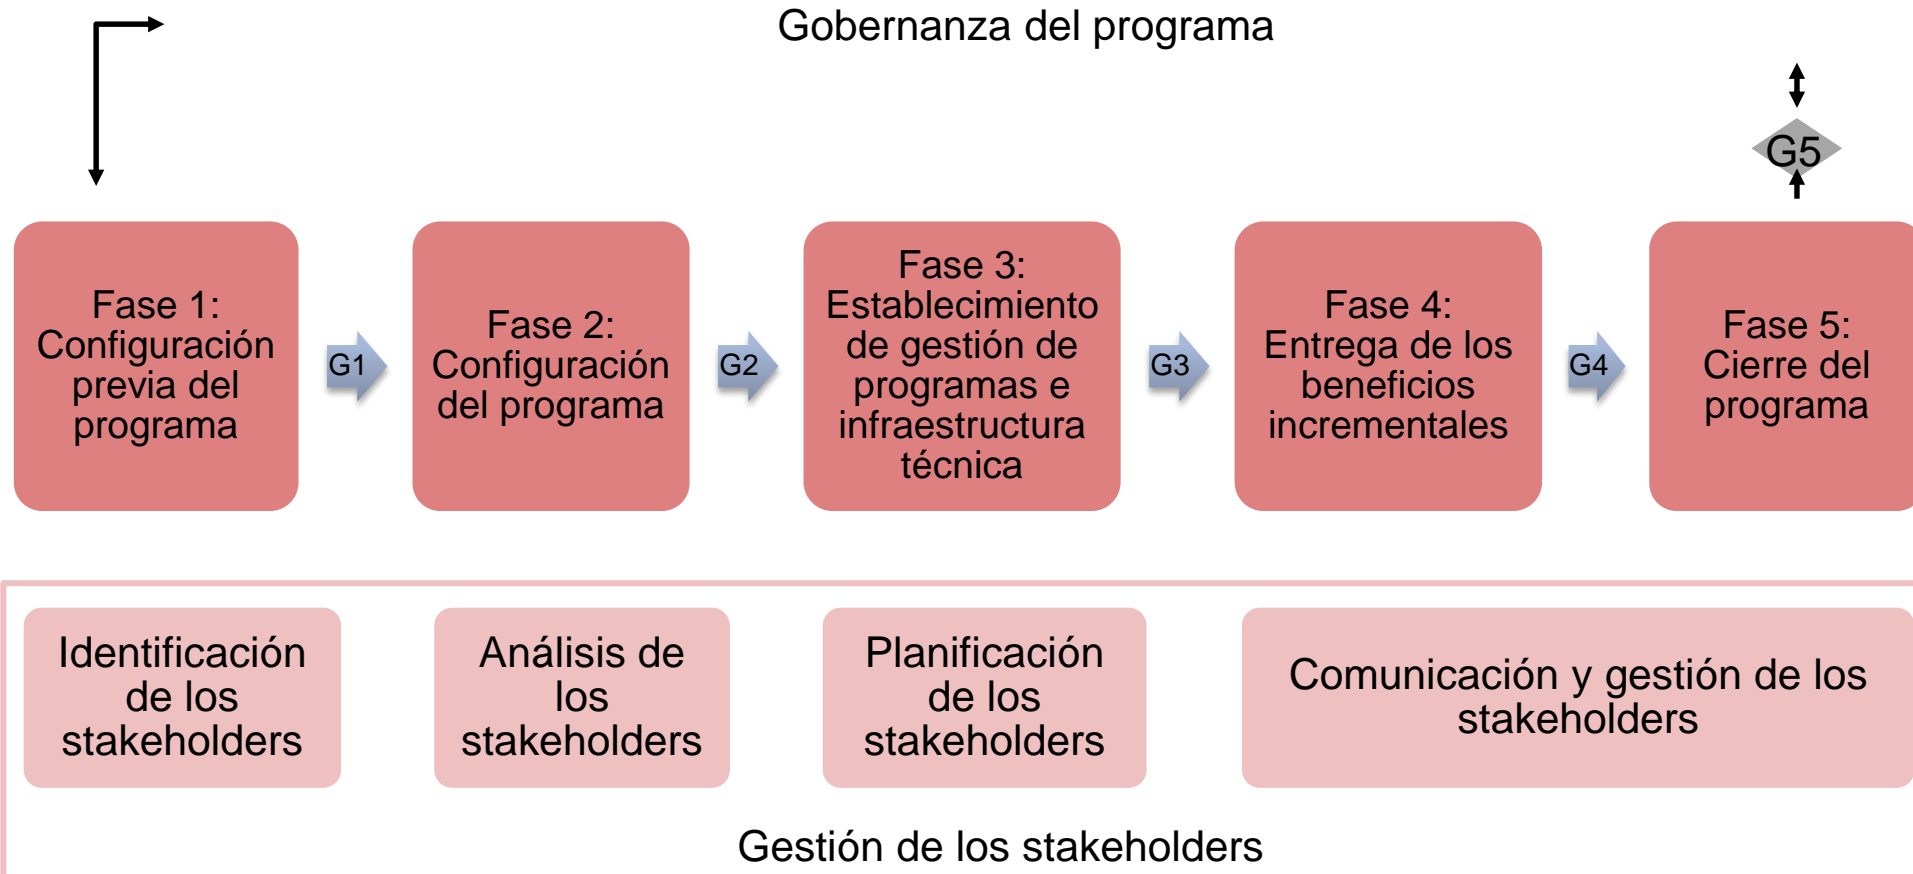 Gobernanza del programa
G5
Fase 1:
Configuración
previa del
programa
G1
Fase 2:
Configuración
del programa
G2
Fase 3:
Establecimiento
de gestión de
programas e
infraestructura
técnica
G3
Fase 4:
Entrega de los
beneficios
incrementales
G4
Fase 5:
Cierre del
programa
Identificación
de los
stakeholders
Análisis de
los
stakeholders
Planificación
de los
stakeholders
Comunicación y gestión de los
stakeholders
Gestión de los stakeholders